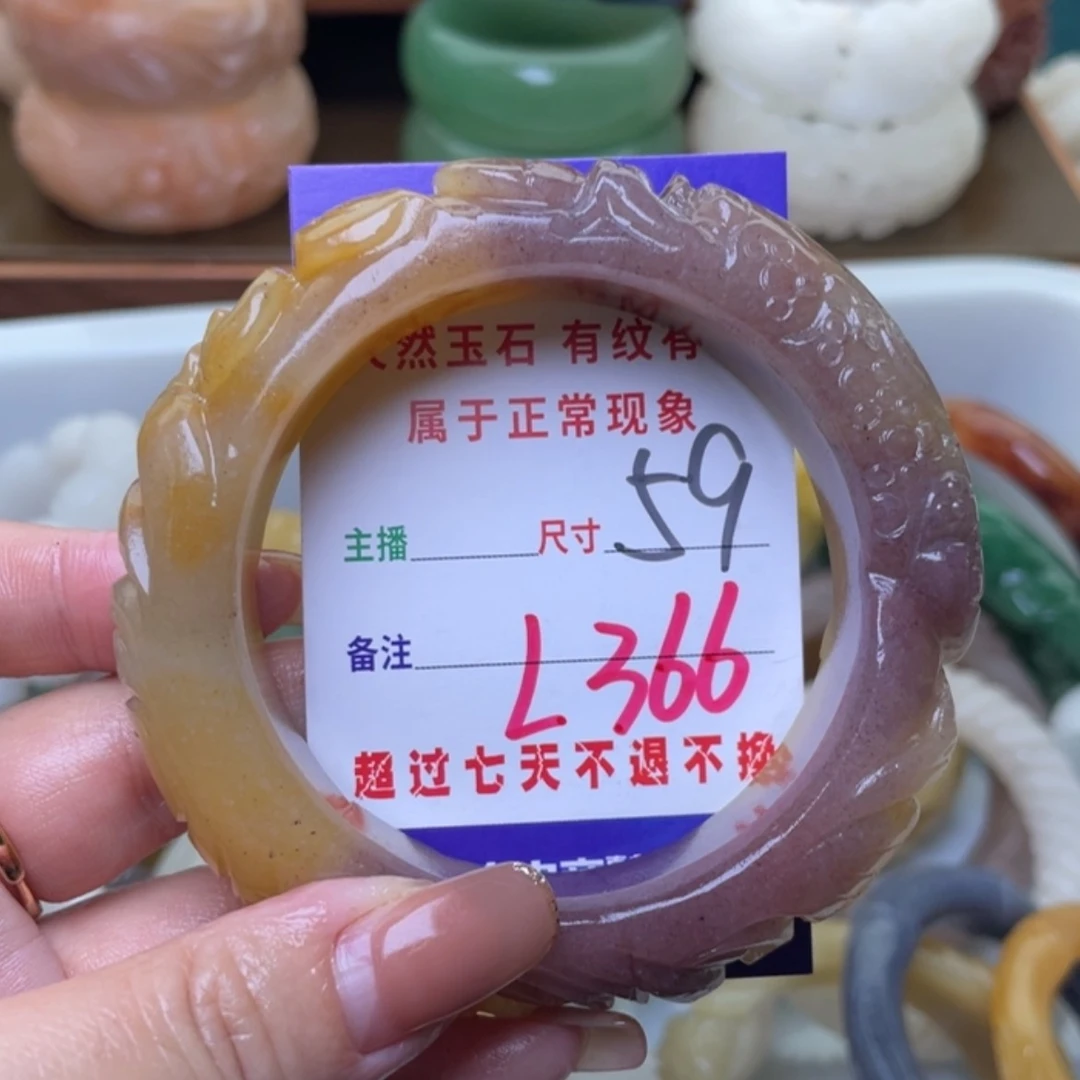 然玉石 有纹
属于正常现象
主播 尺寸 59
备注 L366
超过七天不退不换